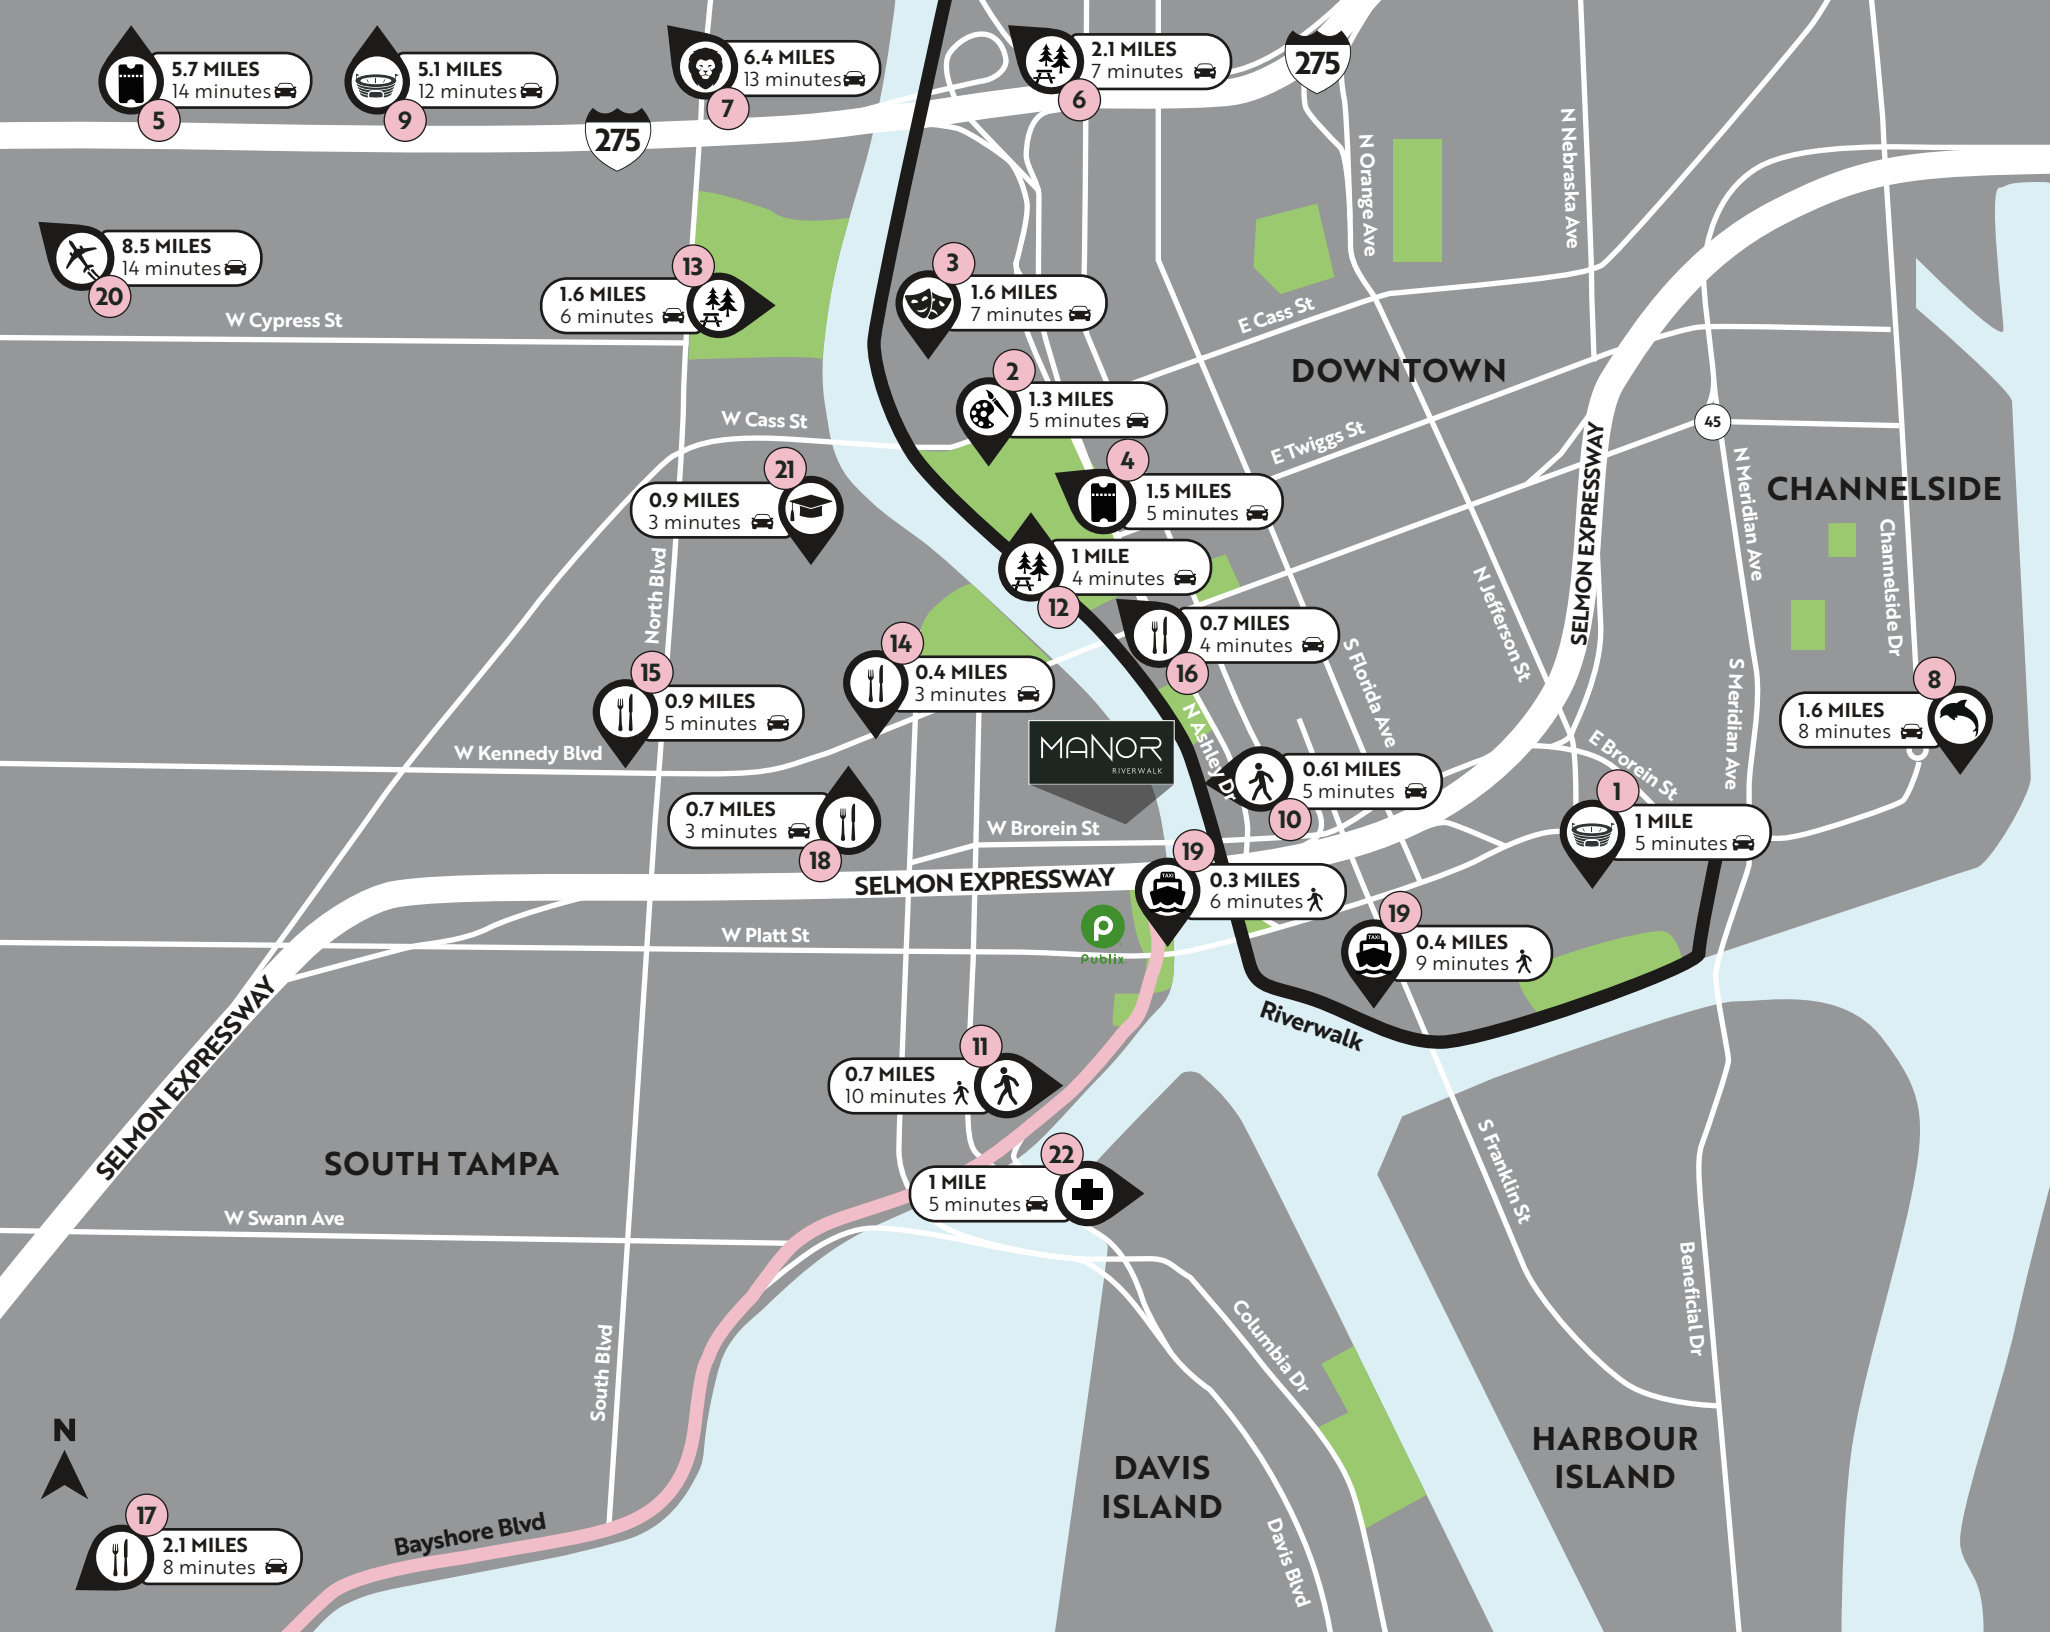 5.7 MILES
14 minutes
5
5.1 MILES
12 minutes
9
6.4 MILES
13 minutes
7
2.1 MILES
7 minutes
6
275
275
N Orange Ave
N Nebraska Ave
8.5 MILES
14 minutes
20
13
1.6 MILES
6 minutes
3
1.6 MILES
7 minutes
W Cypress St
E Cass St
DOWNTOWN
2
1.3 MILES
5 minutes
W Cass St
E Twiggs St
45
N Meridian Ave
CHANNELSIDE
21
0.9 MILES
3 minutes
4
1.5 MILES
5 minutes
SELMON EXPRESSWAY
Channelside Dr
North Blvd
1 MILE
4 minutes
12
N Jefferson St
14
0.4 MILES
3 minutes
0.7 MILES
4 minutes
16
S Florida Ave
15
0.9 MILES
5 minutes
S Meridian Ave
8
1.6 MILES
8 minutes
W Kennedy Blvd
MANOR
RIVERWALK
N Ashley Dr
0.61 MILES
5 minutes
10
E Brorein St
1
1 MILE
5 minutes
0.7 MILES
3 minutes
18
W Brorein St
SELMON EXPRESSWAY
19
TAXI
0.3 MILES
6 minutes
P
Publix
W Platt St
19
TAXI
0.4 MILES
9 minutes
Riverwalk
SELMON EXPRESSWAY
11
0.7 MILES
10 minutes
SOUTH TAMPA
22
1 MILE
5 minutes
S Franklin St
W Swann Ave
Beneficial Dr
Columbia Dr
South Blvd
N
HARBOUR
ISLAND
DAVIS
ISLAND
17
2.1 MILES
8 minutes
Bayshore Blvd
Davis Blvd